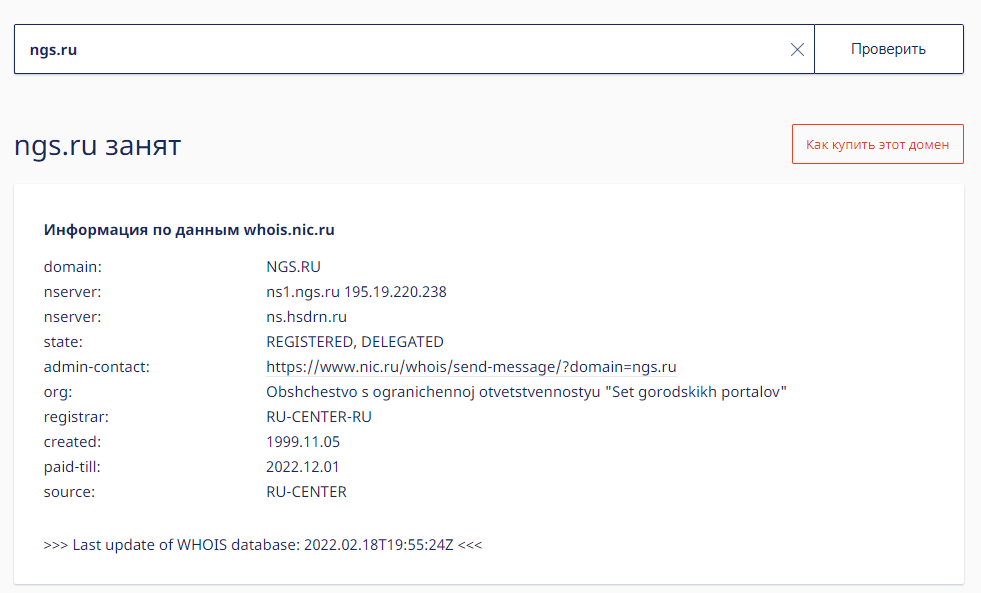 ngs.ru
Проверить
ngs.ru занят
Как купить этот домен
Информация по данным whois.nic.ru
domain: NGS.RU
nserver: ns1.ngs.ru 195.19.220.238
nserver: ns.hsdrn.ru
state: REGISTERED, DELEGATED
admin-contact: https://www.nic.ru/whois/send-message/?domain=ngs.ru
org: Obshchestvo s ogranichennoj otvetstvennostyu "Set gorodskikh portalov"
registrar: RU-CENTER-RU
created: 1999.11.05
paid-till: 2022.12.01
source: RU-CENTER
>>> Last update of WHOIS database: 2022.02.18T19:55:24Z <<<